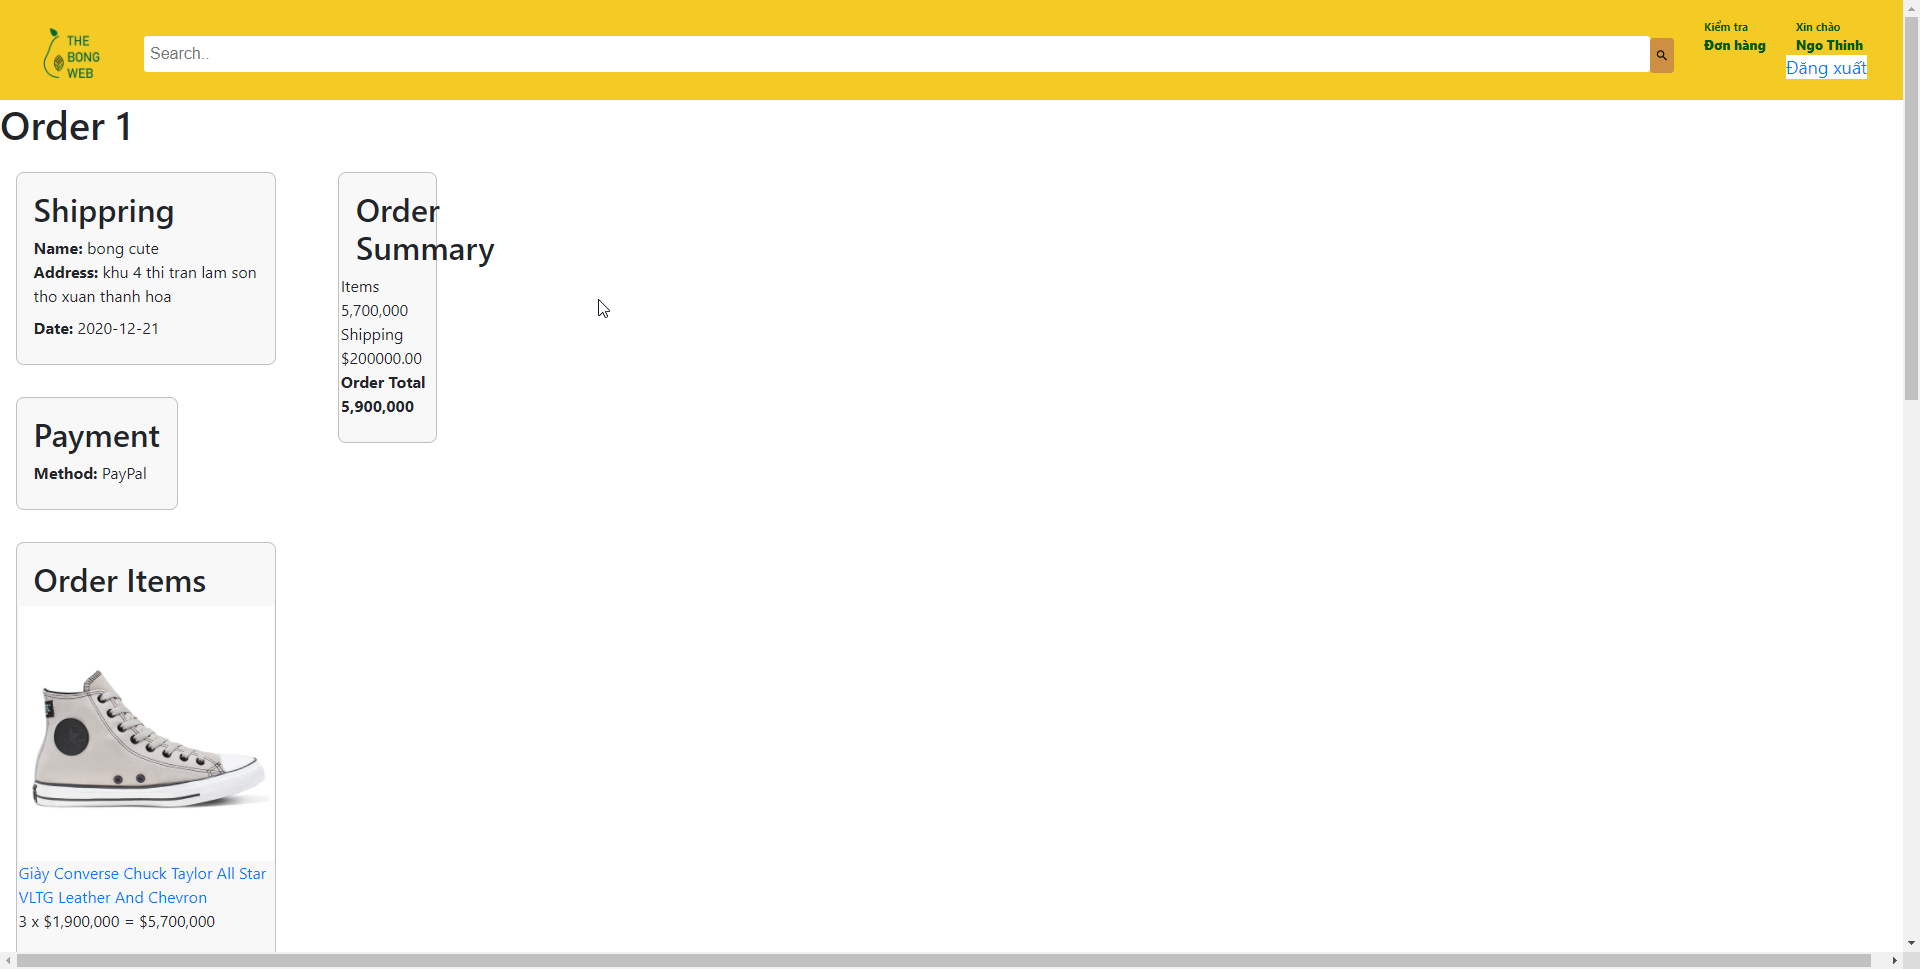 THE
BONG
WEB
Search..
Kiểm tra
Đơn hàng
Xin chào
Ngo Thinh
Đăng xuất
Order 1
Shippring
Name: bong cute
Address: khu 4 thi tran lam son
tho xuan thanh hoa
Date: 2020-12-21
Payment
Method: PayPal
Order Items
Giày Converse Chuck Taylor All Star
VLTG Leather And Chevron
3 x $1,900,000 = $5,700,000
Order
Summary
Items
5,700,000
Shipping
$200000.00
Order Total
5,900,000